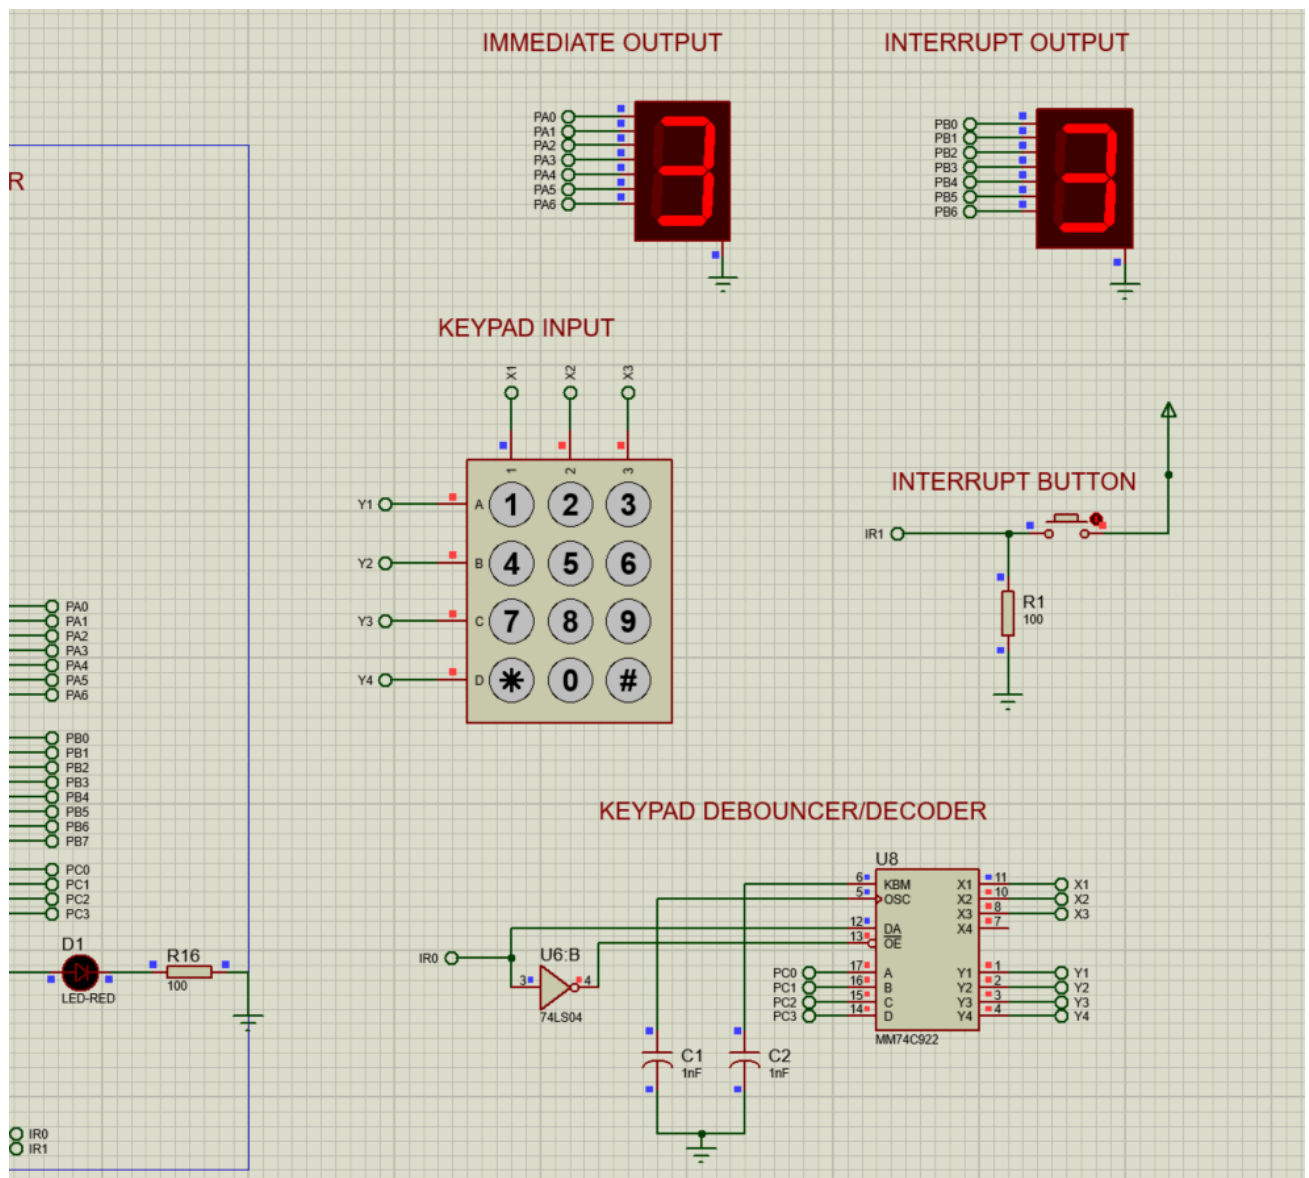 IMMEDIATE OUTPUT
INTERRUPT OUTPUT
PA0
PA1
PA2
PA3
PA4
PA5
PA6
3
PB0
PB1
PB2
PB3
PB4
PB5
PB6
3
R
KEYPAD INPUT
X1
X2
X3
1
2
3
Y1
A
1 2 3
Y2
B
4 5 6
Y3
C
7 8 9
Y4
D
* 0 #
INTERRUPT BUTTON
IR1
R1
100
PA0
PA1
PA2
PA3
PA4
PA5
PA6
PB0
PB1
PB2
PB3
PB4
PB5
PB6
PB7
PC0
PC1
PC2
PC3
D1
LED-RED
R16
100
IR0
IR1
KEYPAD DEBOUNCER/DECODER
U8
6 KBM X1 11 X1
5 OSC X2 10 X2
X3 8 X3
12 DA X4 7
13 OE
PC0 17 A Y1 1 Y1
PC1 16 B Y2 2 Y2
PC2 15 C Y3 3 Y3
PC3 14 D Y4 4 Y4
MM74C922
IR0
U6:B
3 4
74LS04
C1
1nF
C2
1nF